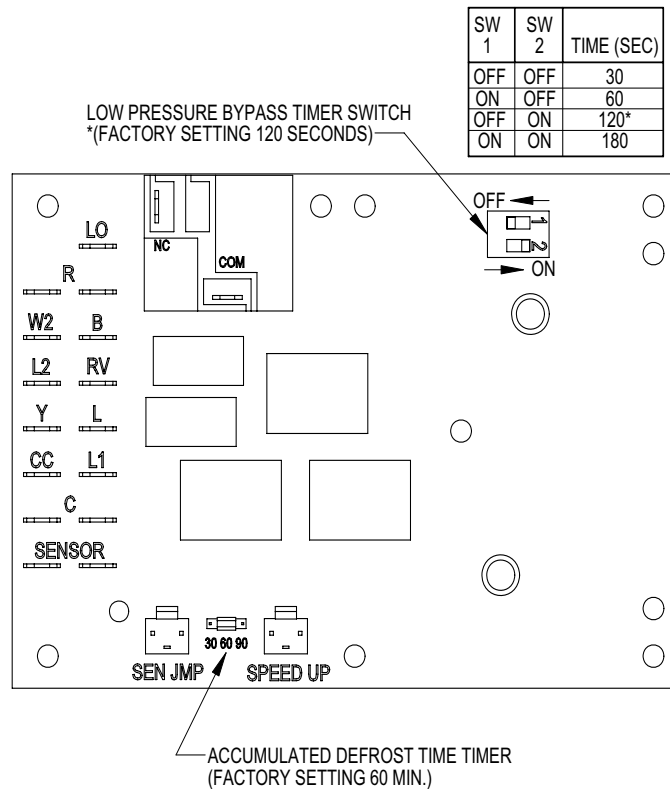 SW 1 SW 2 TIME (SEC)
OFF OFF 30
ON OFF 60
OFF ON 120*
ON ON 180
LOW PRESSURE BYPASS TIMER SWITCH
*(FACTORY SETTING 120 SECONDS)
OFF
1
2
ON
NC
COM
LO
R
W2 B
L2 RV
Y L
CC L1
C
SENSOR
30 60 90
SEN JMP SPEED UP
ACCUMULATED DEFROST TIME TIMER
(FACTORY SETTING 60 MIN.)